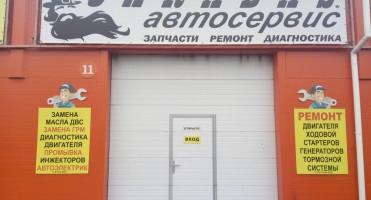 автосервис
ЗАПЧАСТИ РЕМОНТ ДИАГНОСТИКА
11
ЗАМЕНА
МАСЛА ДВС
ЗАМЕНА ГРМ
ДИАГНОСТИКА
ДВИГАТЕЛЯ
ПРОМЫВКА
ИНЖЕКТОРОВ
АВТОЭЛЕКТРИК
ВХОД
РЕМОНТ
ДВИГАТЕЛЯ
ХОДОВОЙ
СТАРТЕРОВ
ГЕНЕРАТОРОВ
ТОРМОЗНОЙ
СИСТЕМЫ